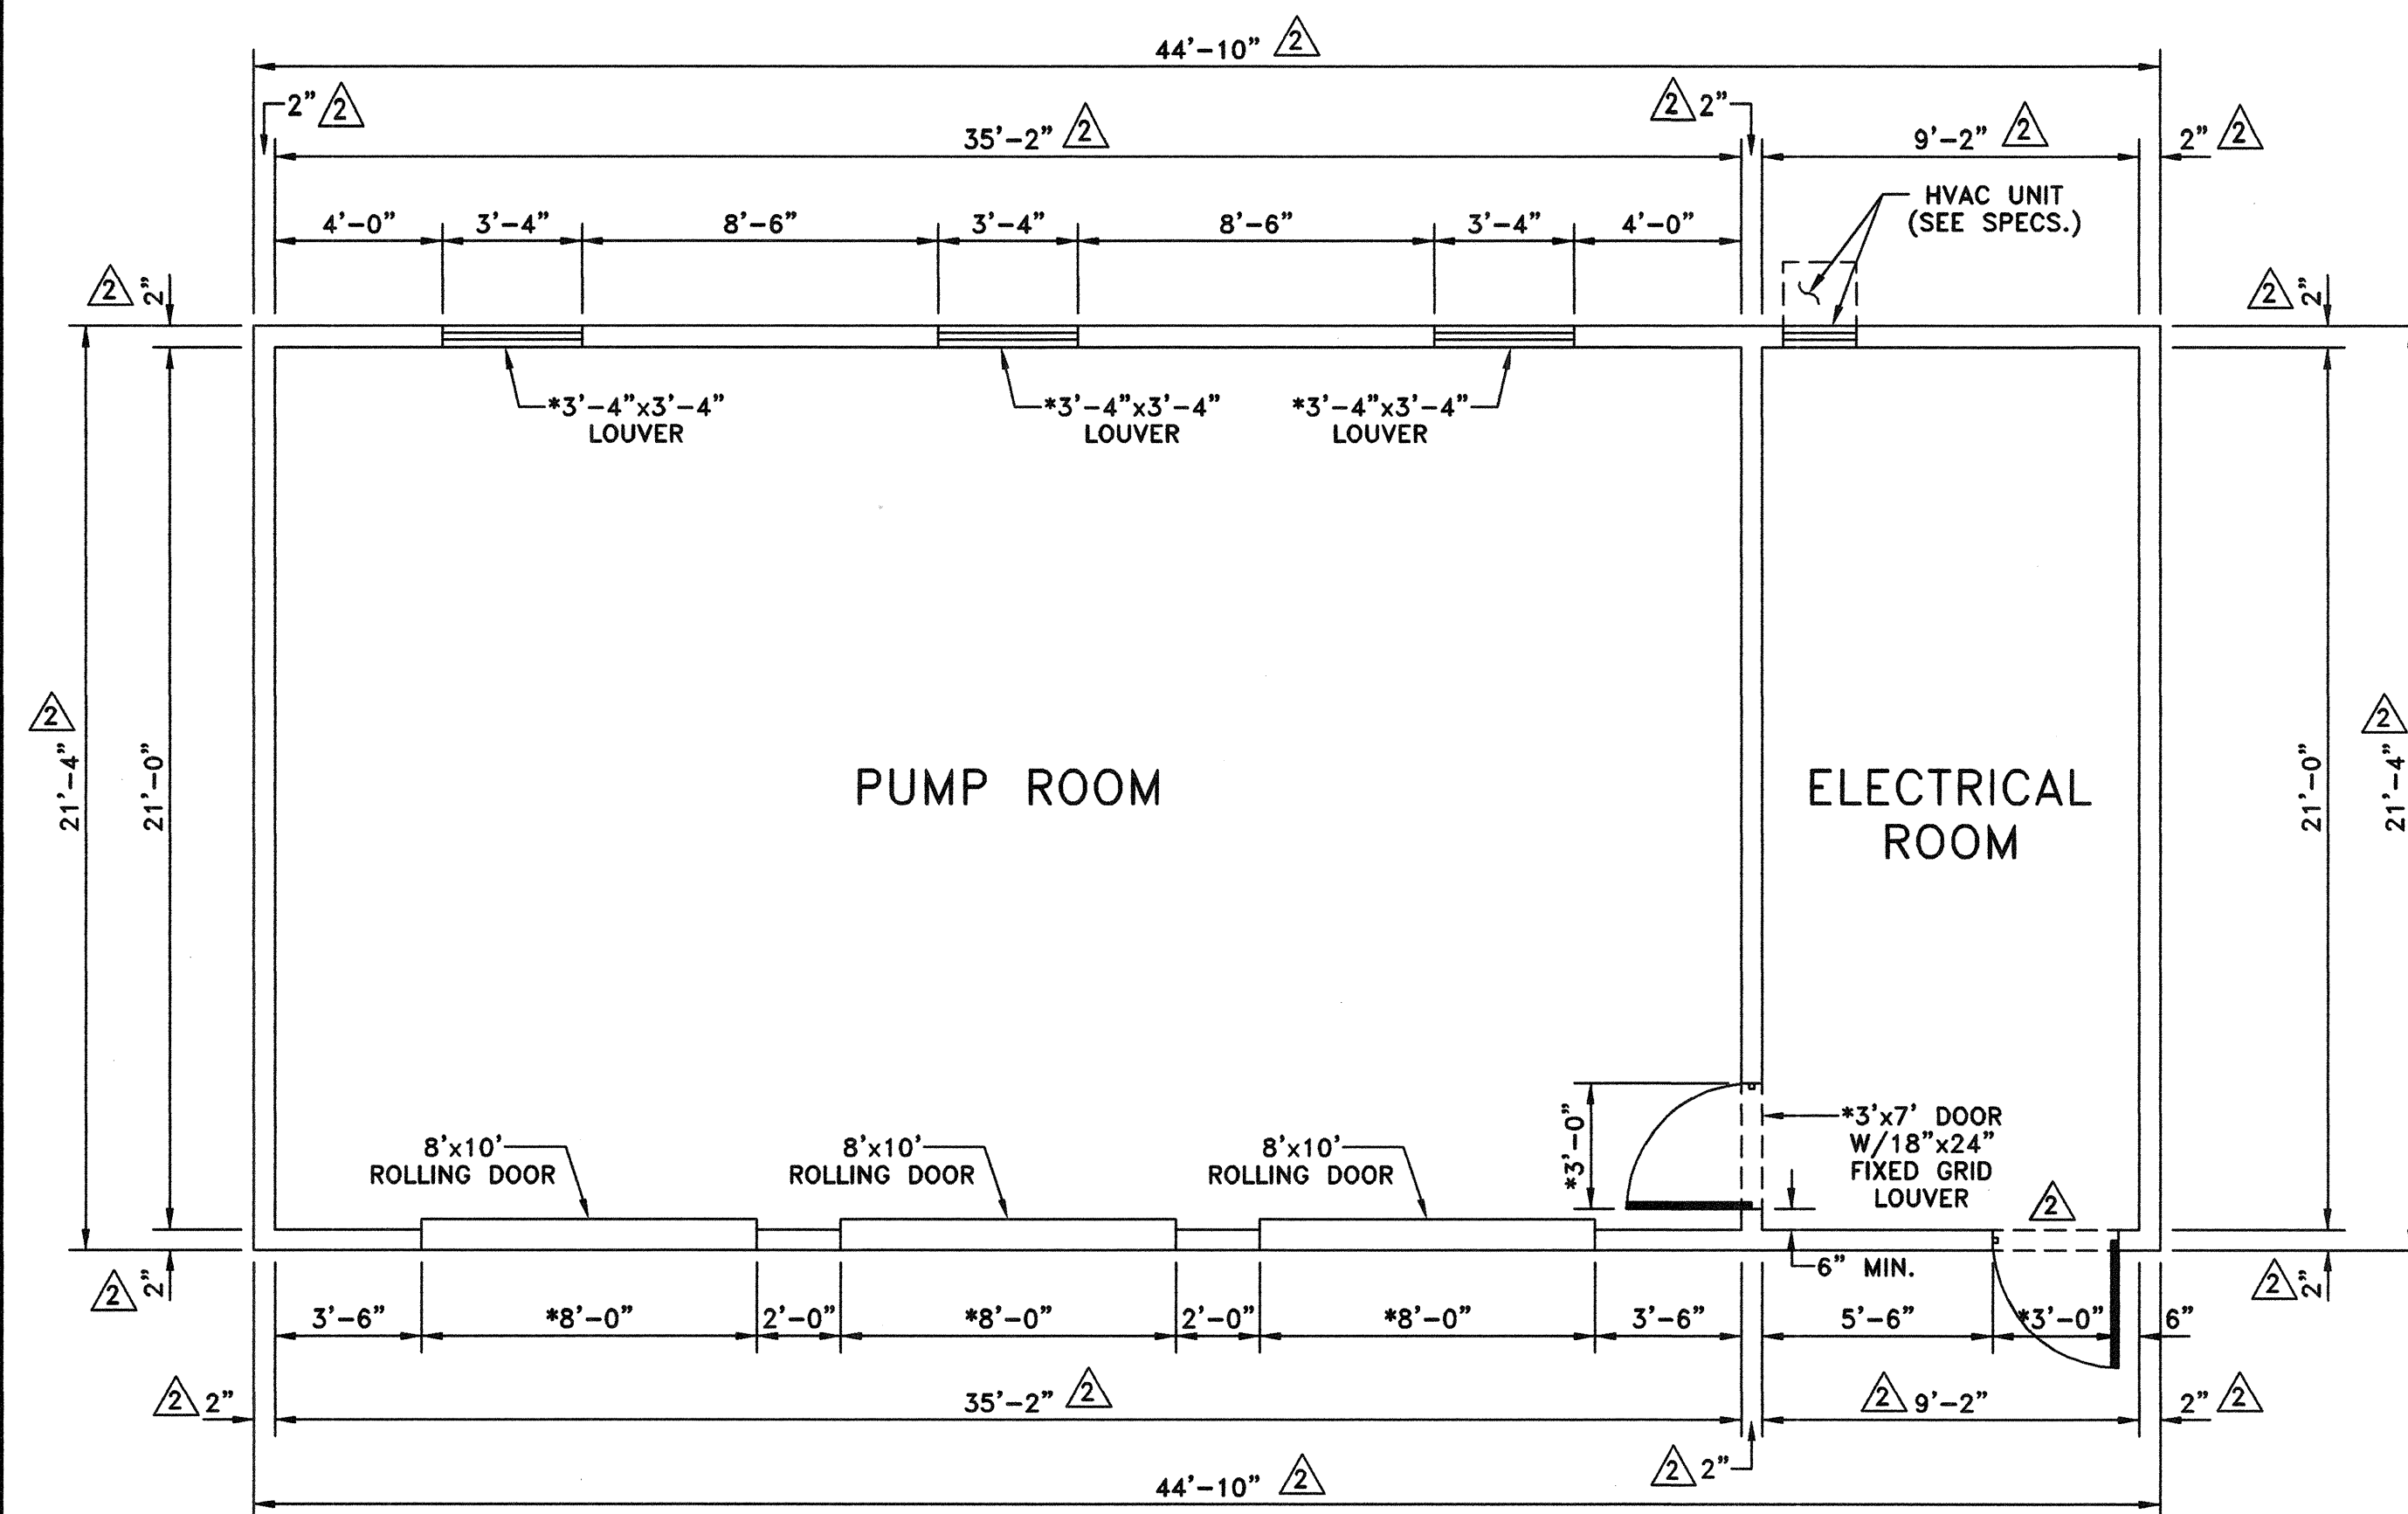 44'-10" 2
2" 2
2 2"
35'-2" 2
9'-2" 2
2" 2
HVAC UNIT
(SEE SPECS.)
4'-0" 3'-4" 8'-6" 3'-4" 8'-6" 3'-4" 4'-0"
2 2"
2 2"
*3'-4"x3'-4"
LOUVER
*3'-4"x3'-4"
LOUVER
*3'-4"x3'-4"
LOUVER
2
21'-4"
21'-0"
PUMP ROOM
ELECTRICAL
ROOM
21'-0"
2
21'-4"
8'x10'
ROLLING DOOR
8'x10'
ROLLING DOOR
8'x10'
ROLLING DOOR
*3'-0"
*3'x7' DOOR
W/18"x24"
FIXED GRID
LOUVER
2
6" MIN.
2 2"
2 2"
3'-6" *8'-0" 2'-0" *8'-0" 2'-0" *8'-0" 3'-6" 5'-6" *3'-0" 6"
2 2"
35'-2" 2
2 9'-2"
2" 2
2 2"
44'-10" 2